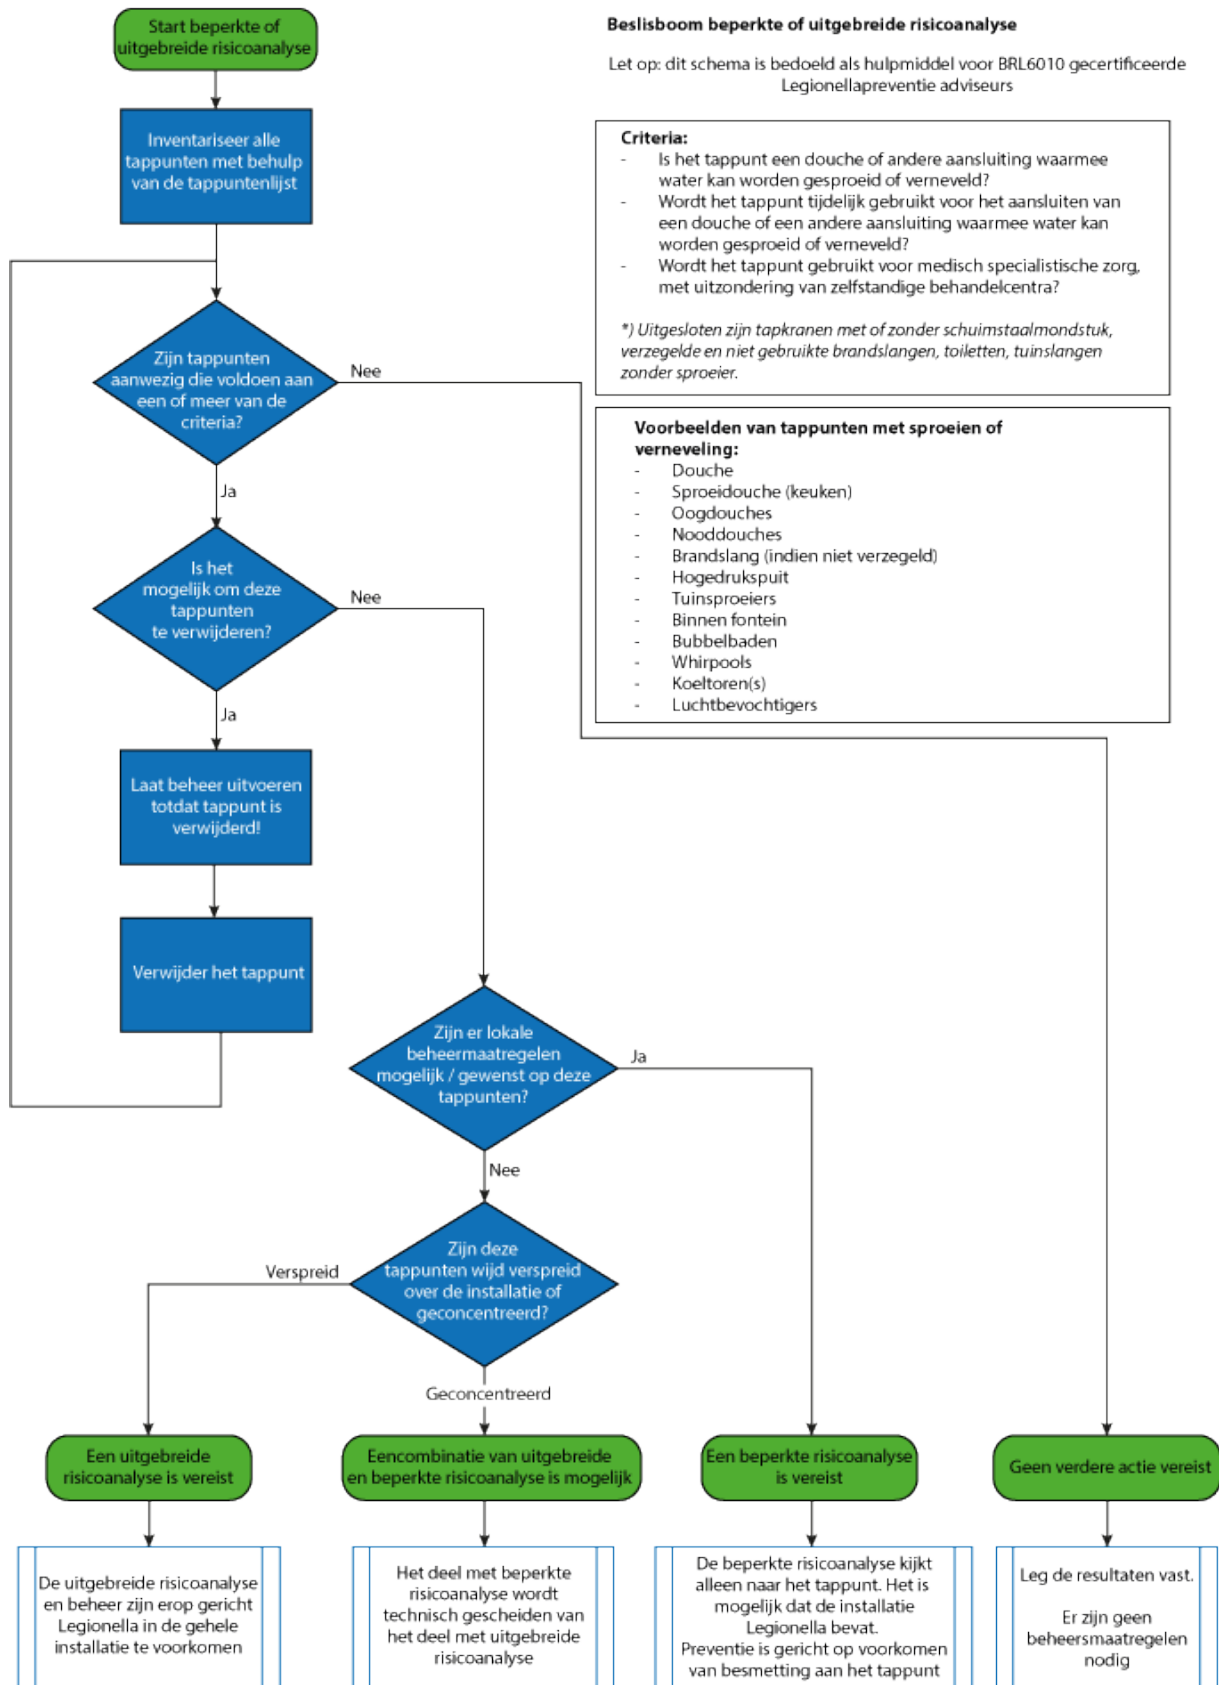 Start beperkte of
uitgebreide risicoanalyse
Beslisboom beperkte of uitgebreide risicoanalyse
Let op: dit schema is bedoeld als hulpmiddel voor BRL6010 gecertificeerde
Legionellapreventie adviseurs
Inventariseer alle
tappunten met behulp
van de tappuntenlijst
Criteria:
- Is het tappunt een douche of andere aansluiting waarmee
water kan worden gesproeid of verneveld?
- Wordt het tappunt tijdelijk gebruikt voor het aansluiten van
een douche of een andere aansluiting waarmee water kan
worden gesproeid of verneveld?
- Wordt het tappunt gebruikt voor medisch specialistische zorg,
met uitzondering van zelfstandige behandelcentra?
*) Uitgesloten zijn tapkranen met of zonder schuimstaalmondstuk,
verzegelde en niet gebruikte brandslangen, toiletten, tuinslangen
zonder sproeier.
Zijn tappunten
aanwezig die voldoen aan
een of meer van de
criteria?
Nee
Ja
Voorbeelden van tappunten met sproeien of
verneveling:
- Douche
- Sproeidouche (keuken)
- Oogdouches
- Nooddouches
- Brandslang (indien niet verzegeld)
- Hogedrukspuit
- Tuinsproeiers
- Binnen fontein
- Bubbelbaden
- Whirpools
- Koeltoren(s)
- Luchtbevochtigers
Is het
mogelijk om deze
tappunten
te verwijderen?
Nee
Ja
Laat beheer uitvoeren
totdat tappunt is
verwijderd!
Verwijder het tappunt
Zijn er lokale
beheermaatregelen
mogelijk / gewenst op deze
tappunten?
Ja
Nee
Zijn deze
tappunten wijd verspreid
over de installatie of
geconcentreerd?
Verspreid
Geconcentreerd
Een uitgebreide
risicoanalyse is vereist
Eencombinatie van uitgebreide
en beperkte risicoanalyse is mogelijk
Een beperkte risicoanalyse
is vereist
Geen verdere actie vereist
De uitgebreide risicoanalyse
en beheer zijn erop gericht
Legionella in de gehele
installatie te voorkomen
Het deel met beperkte
risicoanalyse wordt
technisch gescheiden van
het deel met uitgebreide
risicoanalyse
De beperkte risicoanalyse kijkt
alleen naar het tappunt. Het is
mogelijk dat de installatie
Legionella bevat.
Preventie is gericht op voorkomen
van besmetting aan het tappunt
Leg de resultaten vast.
Er zijn geen
beheersmaatregelen
nodig